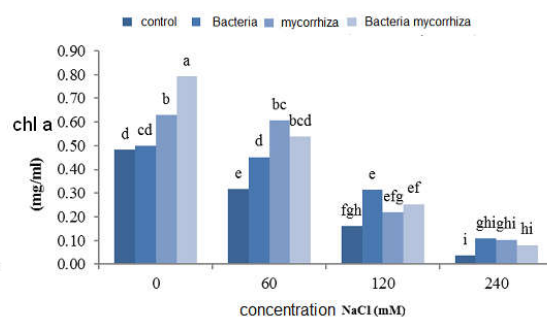 control Bacteria mycorrhiza Bacteria mycorrhiza
0.90
0.80
0.70
0.60
0.50
0.40
0.30
0.20
0.10
0.00
chl a
(mg/ml)
d cd b a
e d bc bcd
fgh e efg ef
i ghi ghi hi
0 60 120 240
concentration NaCl (mM)